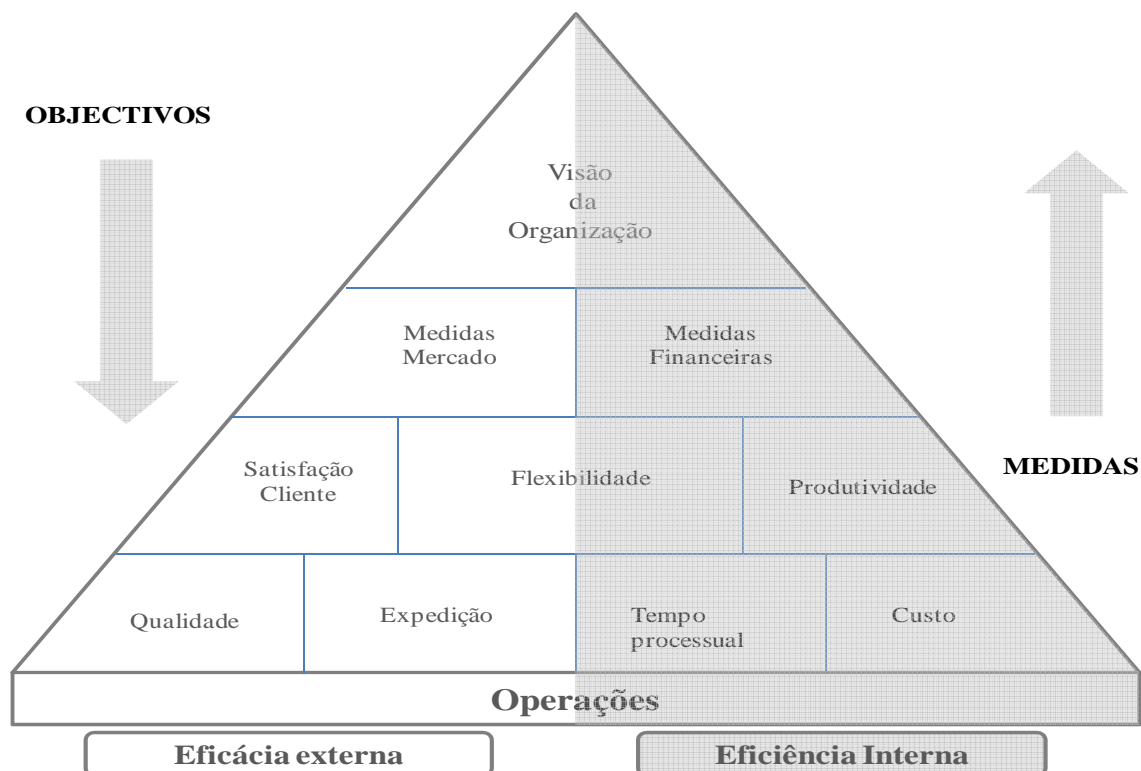 OBJECTIVOS
Visão
da
Organização
Medidas
Mercado
Medidas
Financeiras
Satisfação
Cliente
Flexibilidade
Produtividade
MEDIDAS
Qualidade
Expedição
Tempo
processual
Custo
Operações
Eficácia externa
Eficiência Interna